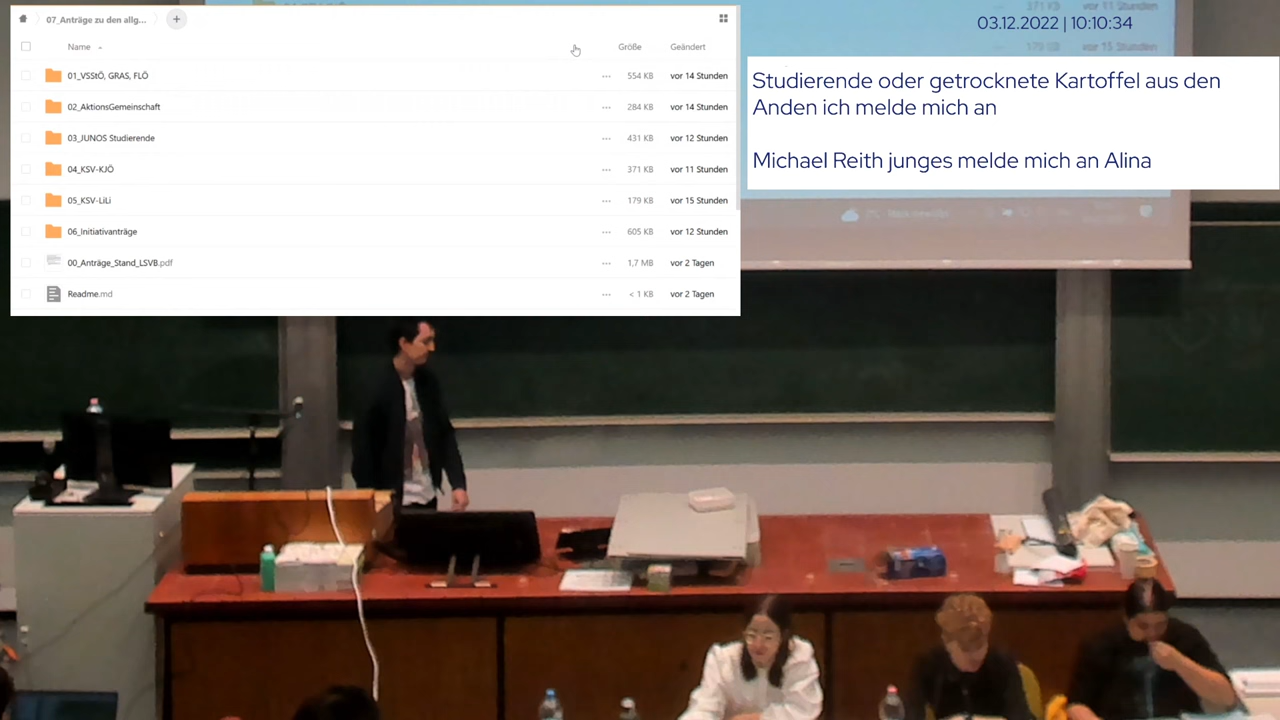 07_Anträge zu den allg...
+
03.12.2022 | 10:10:34
Name
Größe
Geändert
01_VSStÖ, GRAS, FLÖ ... 554 KB vor 14 Stunden
02_AktionsGemeinschaft ... 284 KB vor 14 Stunden
03_JUNOS Studierende ... 431 KB vor 12 Stunden
04_KSV-KJÖ ... 371 KB vor 11 Stunden
05_KSV-LiLi ... 179 KB vor 15 Stunden
06_Initiativanträge ... 605 KB vor 12 Stunden
00_Anträge_Stand_LSVB.pdf ... 1,7 MB vor 2 Tagen
Readme.md ... < 1 KB vor 2 Tagen
Studierende oder getrocknete Kartoffel aus den
Anden ich melde mich an
Michael Reith junges melde mich an Alina